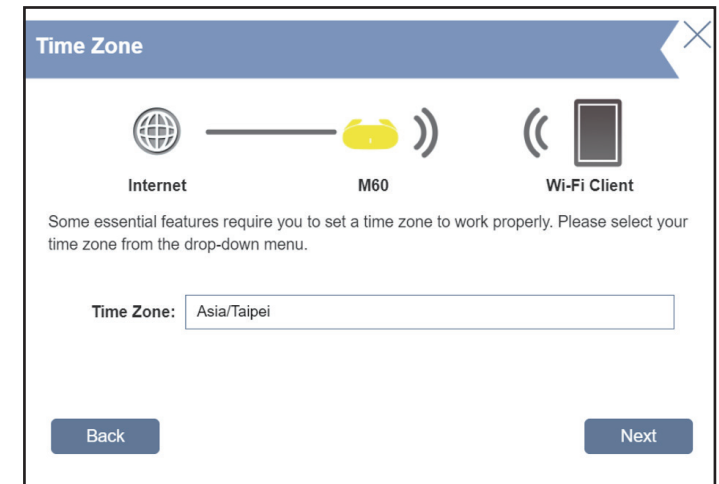 Time Zone
Internet
M60
Wi-Fi Client
Some essential features require you to set a time zone to work properly. Please select your
time zone from the drop-down menu.
Time Zone: Asia/Taipei
Back
Next